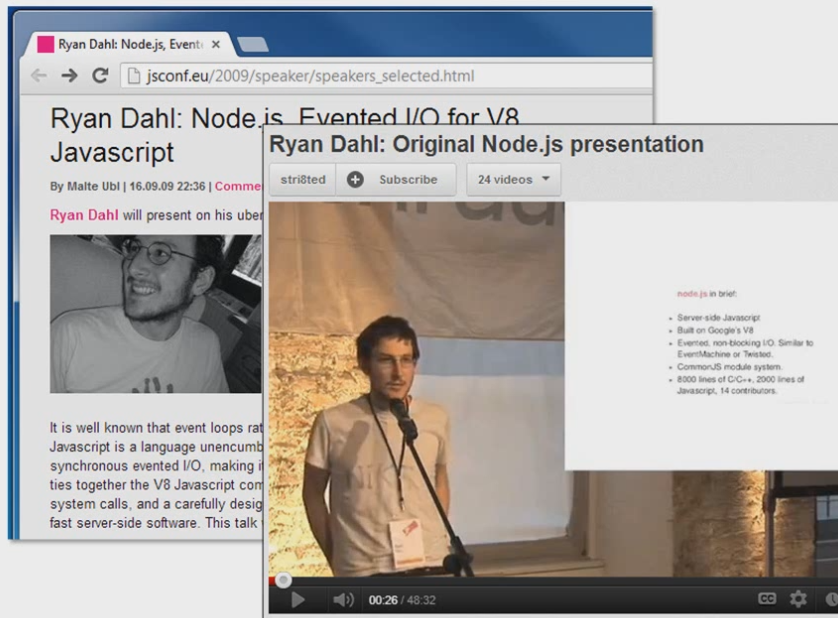 Ryan Dahl: Node.js, Event
jsconf.eu/2009/speaker/speakers_selected.html
Ryan Dahl: Node.js, Evented I/O for V8
Javascript
By Malte Ubl | 16.09.09 22:36 | Comme
Ryan Dahl will present on his uber
It is well known that event loops rat
Javascript is a language unencumb
synchronous evented I/O, making i
ties together the V8 Javascript com
system calls, and a carefully desig
fast server-side software. This talk
Ryan Dahl: Original Node.js presentation
stri8ted
Subscribe
24 videos
node.js in brief:
Server-side Javascript
Built on Google's V8
Evented, non-blocking I/O. Similar to
EventMachine or Twisted.
CommonJS module system.
8000 lines of C/C++, 2000 lines of
Javascript, 14 contributors.
00:26 / 48:32
CC